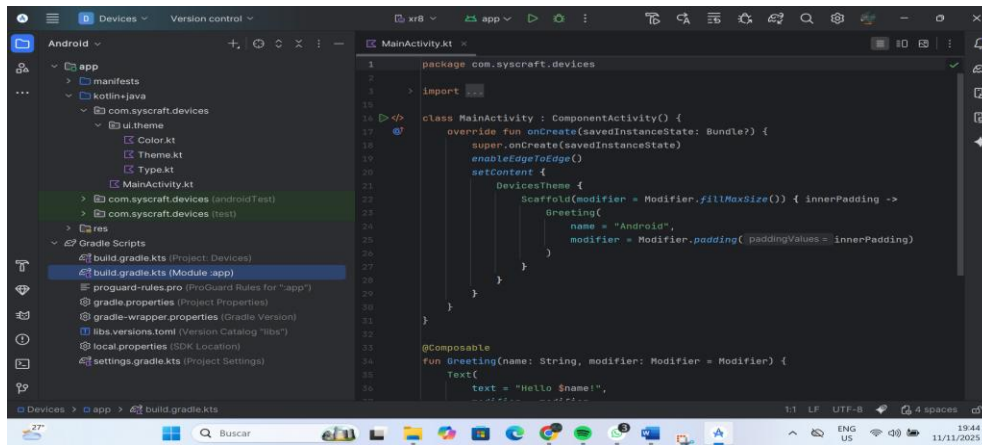 D Devices Version control xr8 app
Android
MainActivity.kt
app
manifests
kotlin+java
com.syscraft.devices
ui.theme
Color.kt
Theme.kt
Type.kt
MainActivity.kt
com.syscraft.devices (androidTest)
com.syscraft.devices (test)
res
Gradle Scripts
build.gradle.kts (Project: Devices)
build.gradle.kts (Module :app)
proguard-rules.pro (ProGuard Rules for ":app")
gradle.properties (Project Properties)
gradle-wrapper.properties (Gradle Version)
libs.versions.toml (Version Catalog "libs")
local.properties (SDK Location)
settings.gradle.kts (Project Settings)
1 package com.syscraft.devices
2
3 import ...
15
16 class MainActivity : ComponentActivity() {
17 override fun onCreate(savedInstanceState: Bundle?) {
18 super.onCreate(savedInstanceState)
19 enableEdgeToEdge()
20 setContent {
21 DevicesTheme {
22 Scaffold(modifier = Modifier.fillMaxSize()) { innerPadding ->
23 Greeting(
24 name = "Android",
25 modifier = Modifier.padding( paddingValues = innerPadding)
26 )
27 }
28 }
29 }
30 }
31 }
32
33 @Composable
34 fun Greeting(name: String, modifier: Modifier = Modifier) {
35 Text(
36 text = "Hello $name!",
Devices > app > build.gradle.kts
1:1 LF UTF-8 4 spaces
27°
Buscar
ENG
US
19:44
11/11/2025